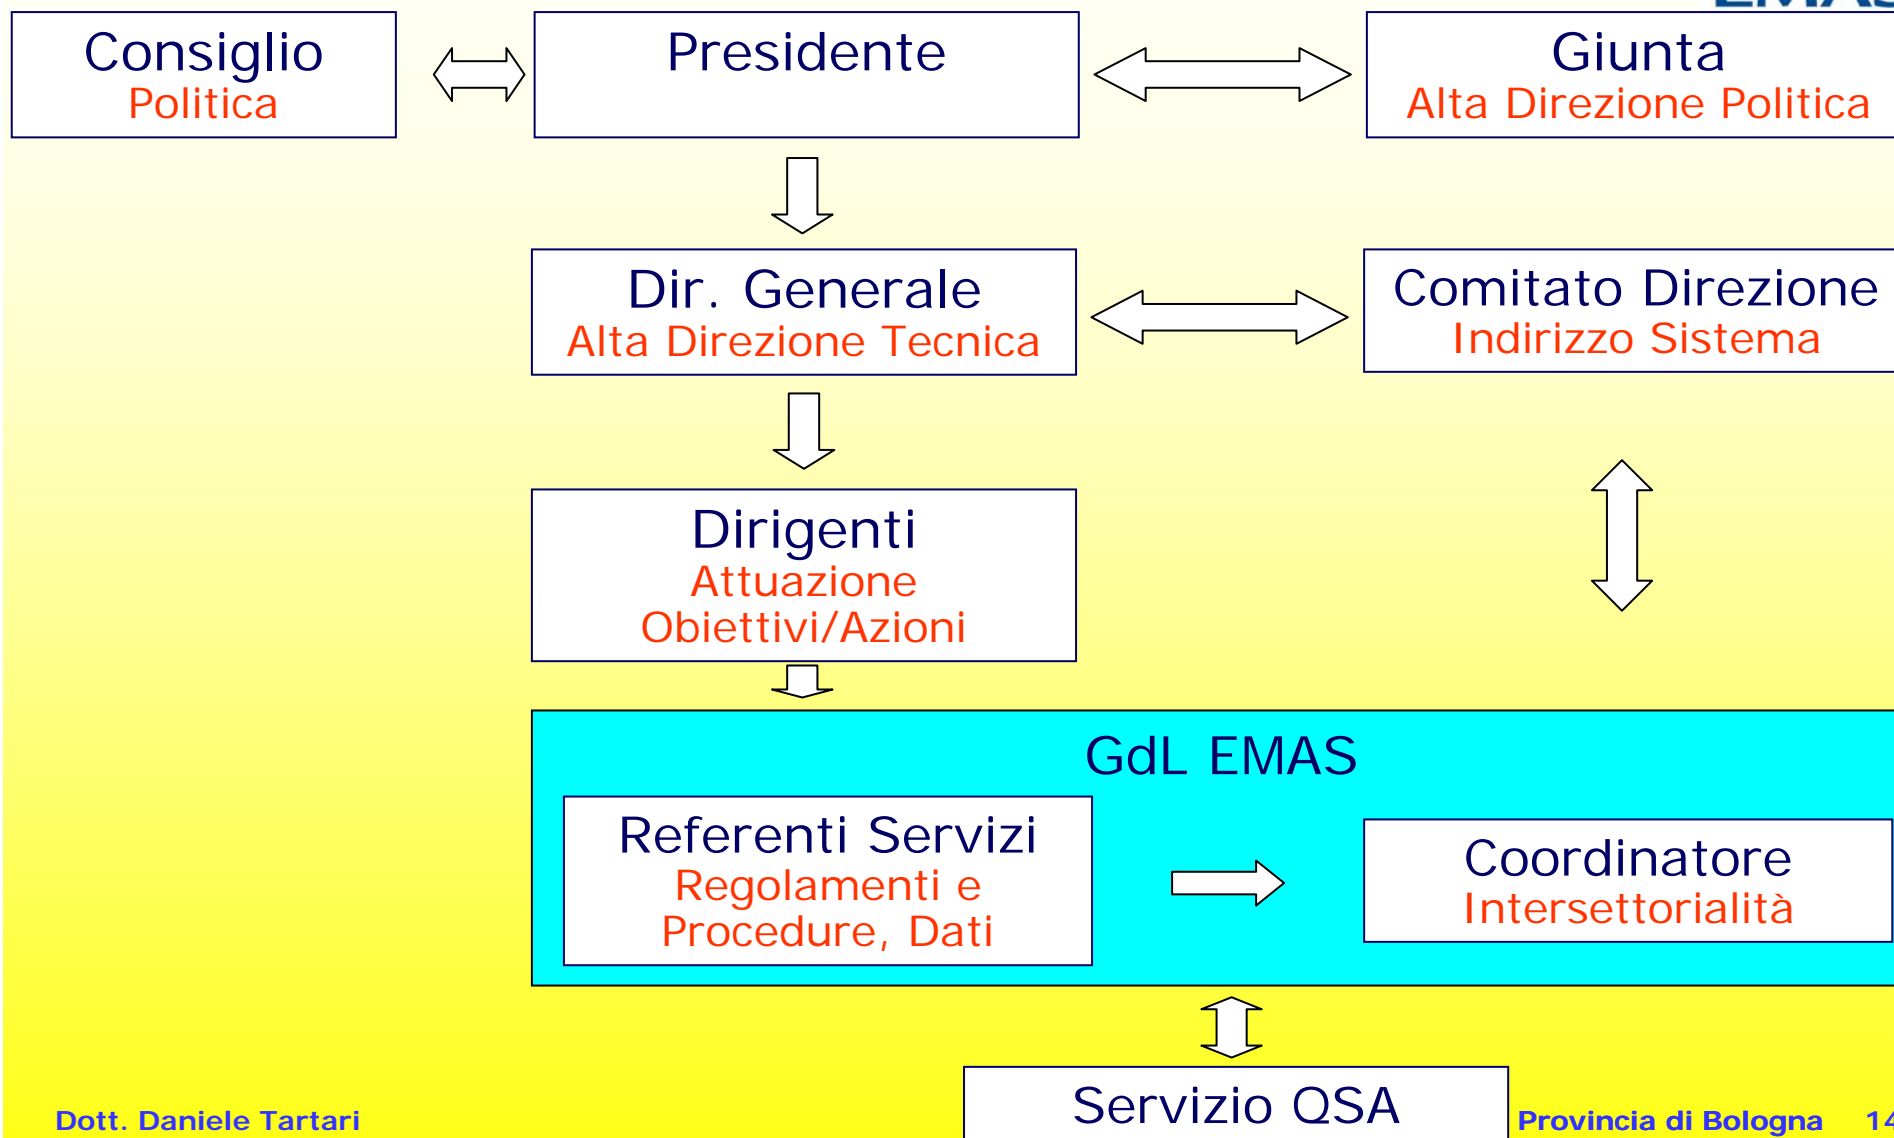 Consiglio
Politica
Presidente
Giunta
Alta Direzione Politica
Dir. Generale
Alta Direzione Tecnica
Comitato Direzione
Indirizzo Sistema
Dirigenti
Attuazione
Obiettivi/Azioni
GdL EMAS
Referenti Servizi
Regolamenti e
Procedure, Dati
Coordinatore
Intersettorialità
Servizio QSA
Dott. Daniele Tartari
Provincia di Bologna 14